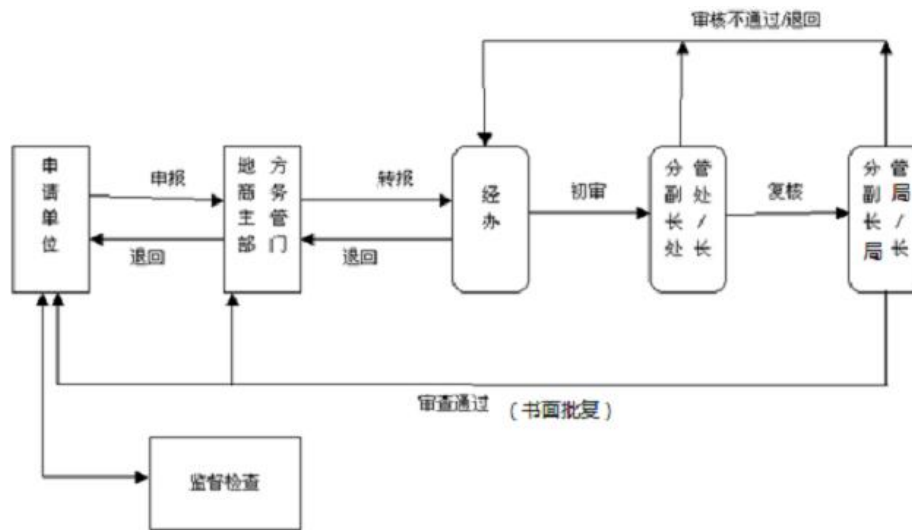 审核不通过/退回
申请单位
申报
退回
地方
商务
主管
部门
转报
退回
经办
初审
分管
副处
长/
处长
复核
分管
副局
长/
局长
审查通过
（书面批复）
监督检查